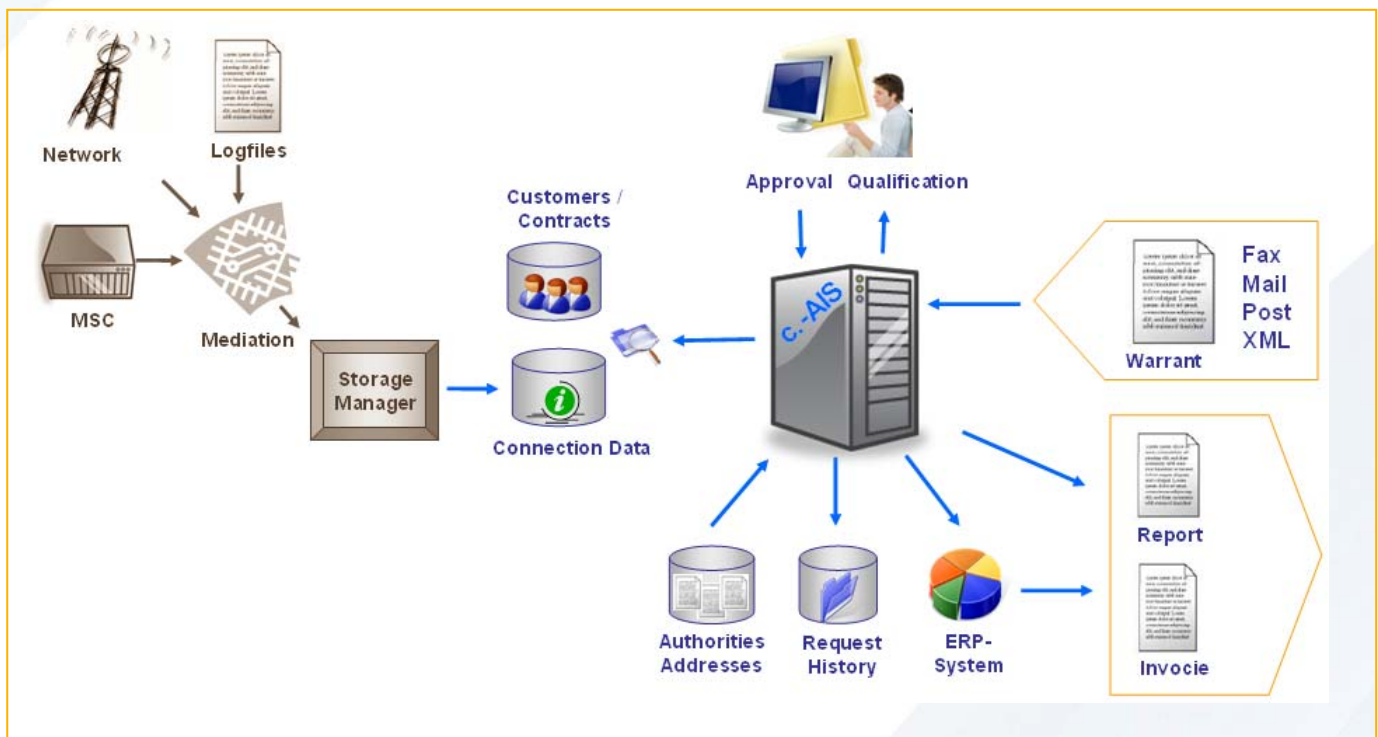 Network
Logfiles
MSC
Mediation
Storage
Manager
Customers /
Contracts
Connection Data
Approval Qualification
c.-AIS
Warrant
Fax
Mail
Post
XML
Authorities
Addresses
Request
History
ERP-
System
Report
Invocie